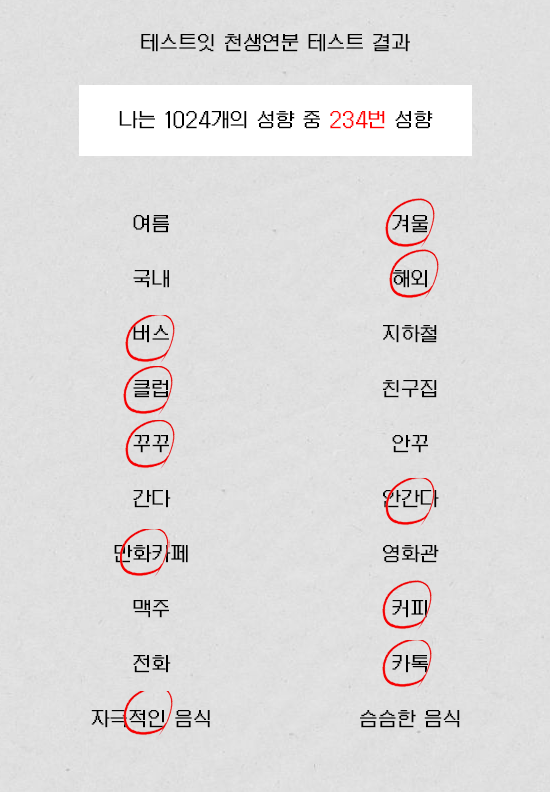 테스트잇 천생연분 테스트 결과
나는 1024개의 성향 중 234번 성향
여름 겨울
국내 해외
버스 지하철
클럽 친구집
꾸꾸 안꾸
간다 안간다
만화카페 영화관
맥주 커피
전화 카톡
자극적인 음식 슴슴한 음식